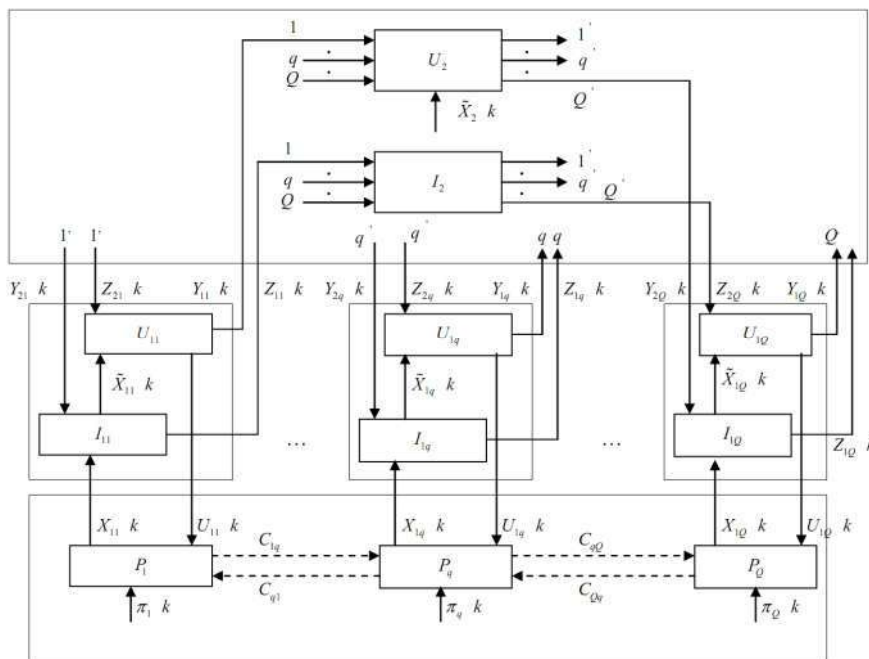 1 1'
q U₂ q'
Q Q'
X̃₂ k
1 1'
q I₂ q'
Q Q'
1' 1' q' q' q q Q
Y₂₁ k Z₂₁ k Y₁₁ k Z₁₁ k Y₂q k Z₂q k Y₁q k Z₁q k Y₂Q k Z₂Q k Y₁Q k
U₁₁ U₁q U₁Q
X̃₁₁ k X̃₁q k X̃₁Q k
I₁₁ ... I₁q ... I₁Q
Z₁Q k
X₁₁ k U₁₁ k X₁q k U₁q k X₁Q k U₁Q k
C₁q CqQ
P₁ Pq PQ
Cq₁ CQq
π₁ k πq k πQ k